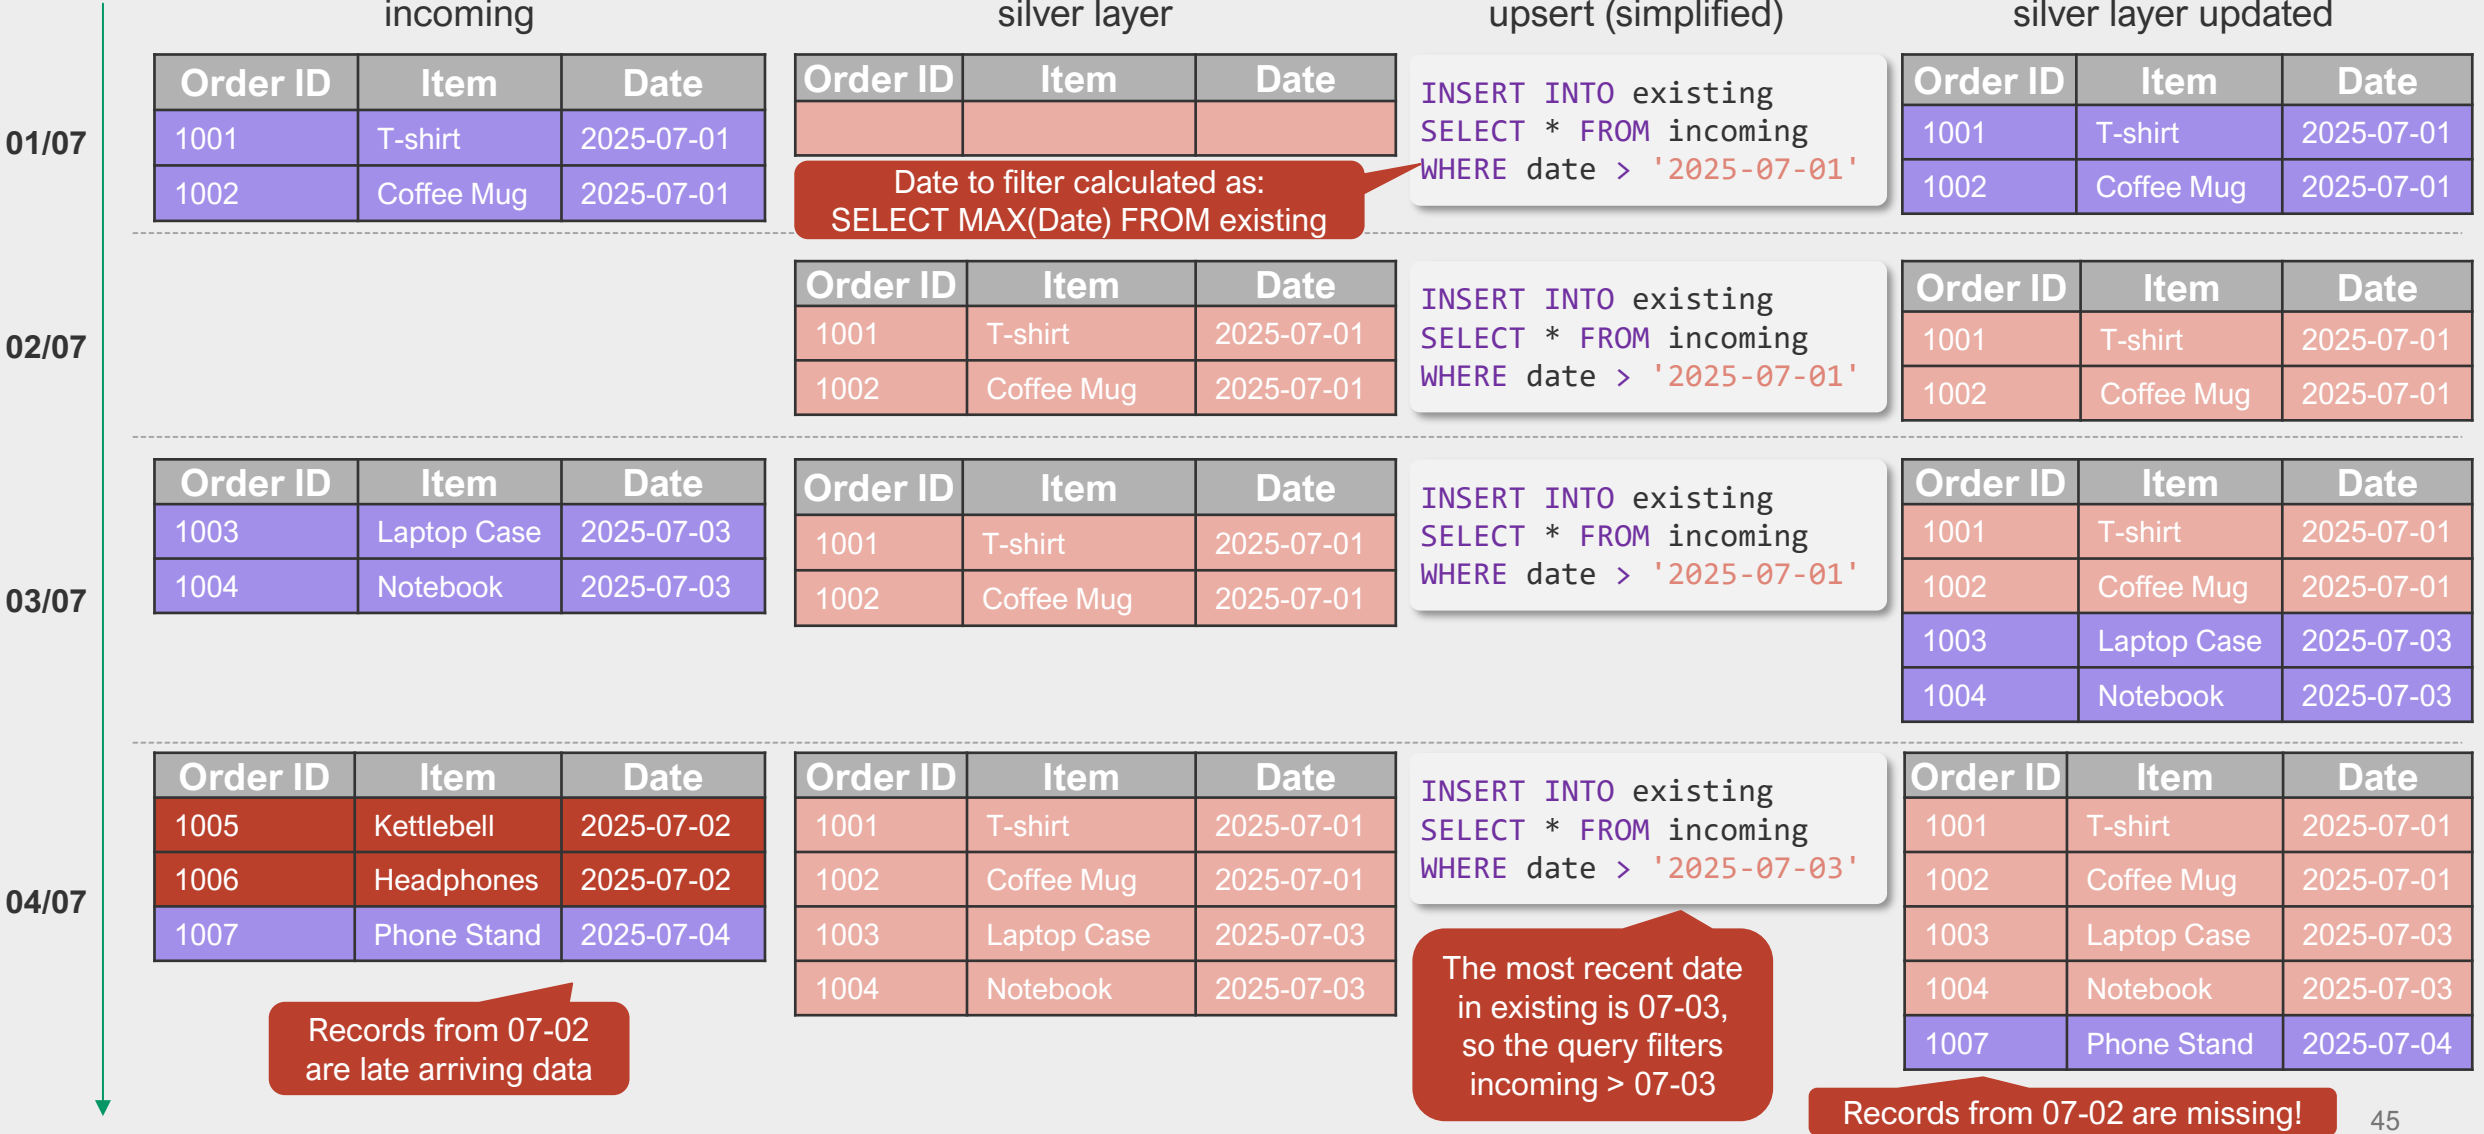 incoming silver layer upsert (simplified) silver layer updated
01/07
Order ID Item Date
1001 T-shirt 2025-07-01
1002 Coffee Mug 2025-07-01
Order ID Item Date
Date to filter calculated as:
SELECT MAX(Date) FROM existing
INSERT INTO existing
SELECT * FROM incoming
WHERE date > '2025-07-01'
Order ID Item Date
1001 T-shirt 2025-07-01
1002 Coffee Mug 2025-07-01
02/07
Order ID Item Date
1001 T-shirt 2025-07-01
1002 Coffee Mug 2025-07-01
INSERT INTO existing
SELECT * FROM incoming
WHERE date > '2025-07-01'
Order ID Item Date
1001 T-shirt 2025-07-01
1002 Coffee Mug 2025-07-01
03/07
Order ID Item Date
1003 Laptop Case 2025-07-03
1004 Notebook 2025-07-03
Order ID Item Date
1001 T-shirt 2025-07-01
1002 Coffee Mug 2025-07-01
INSERT INTO existing
SELECT * FROM incoming
WHERE date > '2025-07-01'
Order ID Item Date
1001 T-shirt 2025-07-01
1002 Coffee Mug 2025-07-01
1003 Laptop Case 2025-07-03
1004 Notebook 2025-07-03
04/07
Order ID Item Date
1005 Kettlebell 2025-07-02
1006 Headphones 2025-07-02
1007 Phone Stand 2025-07-04
Records from 07-02
are late arriving data
Order ID Item Date
1001 T-shirt 2025-07-01
1002 Coffee Mug 2025-07-01
1003 Laptop Case 2025-07-03
1004 Notebook 2025-07-03
INSERT INTO existing
SELECT * FROM incoming
WHERE date > '2025-07-03'
The most recent date
in existing is 07-03,
so the query filters
incoming > 07-03
Order ID Item Date
1001 T-shirt 2025-07-01
1002 Coffee Mug 2025-07-01
1003 Laptop Case 2025-07-03
1004 Notebook 2025-07-03
1007 Phone Stand 2025-07-04
Records from 07-02 are missing!
45